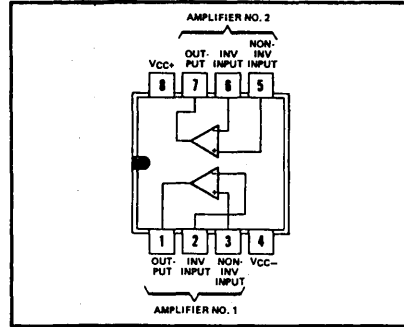 AMPLIFIER NO. 2
OUT-
PUT
INV
INPUT
NON-
INV
INPUT
VCC+
8
7
6
5
1
2
3
4
OUT-
PUT
INV
INPUT
NON-
INV
INPUT
VCC−
AMPLIFIER NO. 1